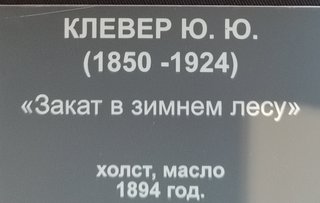 КЛЕВЕР Ю. Ю.
(1850 -1924)
«Закат в зимнем лесу»
холст, масло
1894 год.